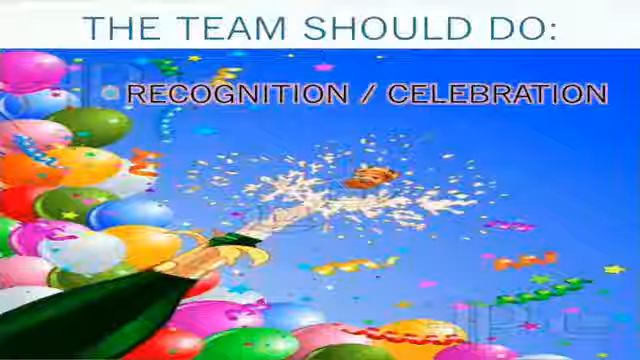 THE TEAM SHOULD DO:
RECOGNITION / CELEBRATION